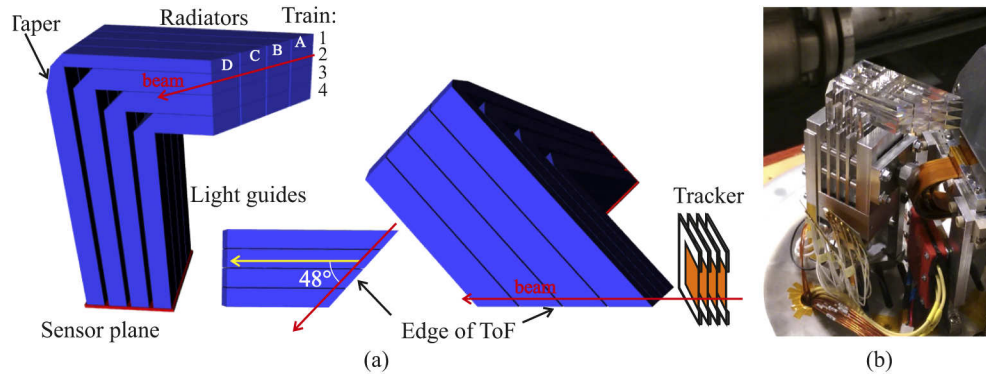 Taper
Radiators
Train:
A
B
C
D
1
2
3
4
beam
Light guides
Sensor plane
48°
Edge of ToF
beam
Tracker
(a)
(b)